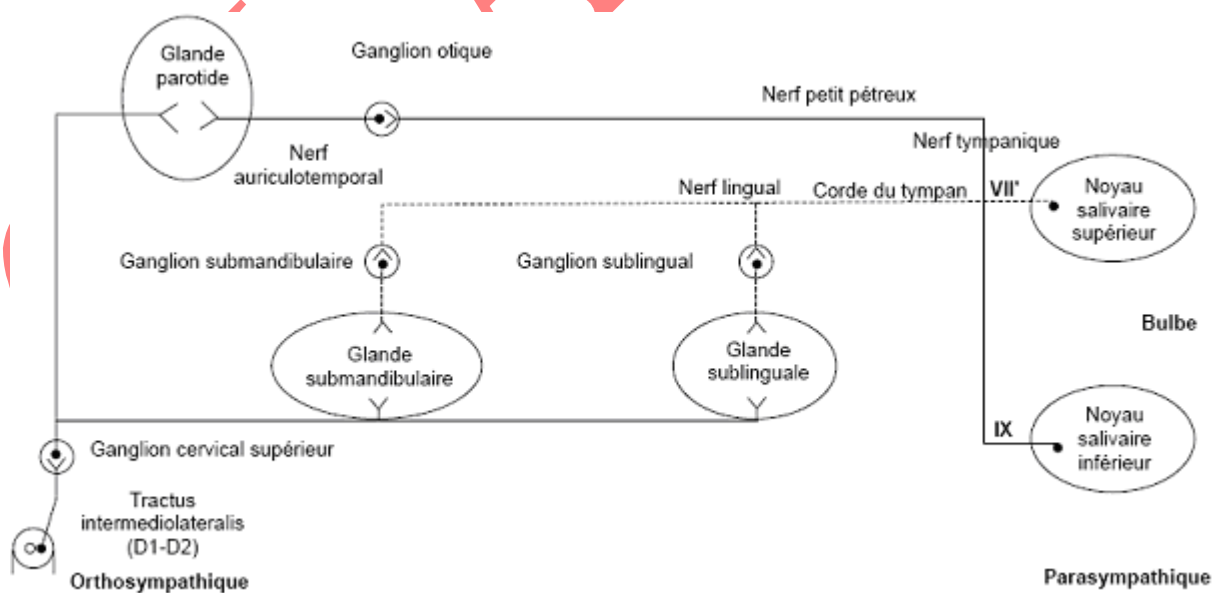 Glande
parotide
Ganglion otique
Nerf petit pétreux
Nerf
auriculotemporal
Nerf tympanique
Nerf lingual
Corde du tympan
VII'
Noyau
salivaire
supérieur
Ganglion submandibulaire
Ganglion sublingual
Bulbe
Glande
submandibulaire
Glande
sublinguale
Noyau
salivaire
inférieur
IX
Ganglion cervical supérieur
Tractus
intermediolateralis
(D1-D2)
Orthosympathique
Parasympathique